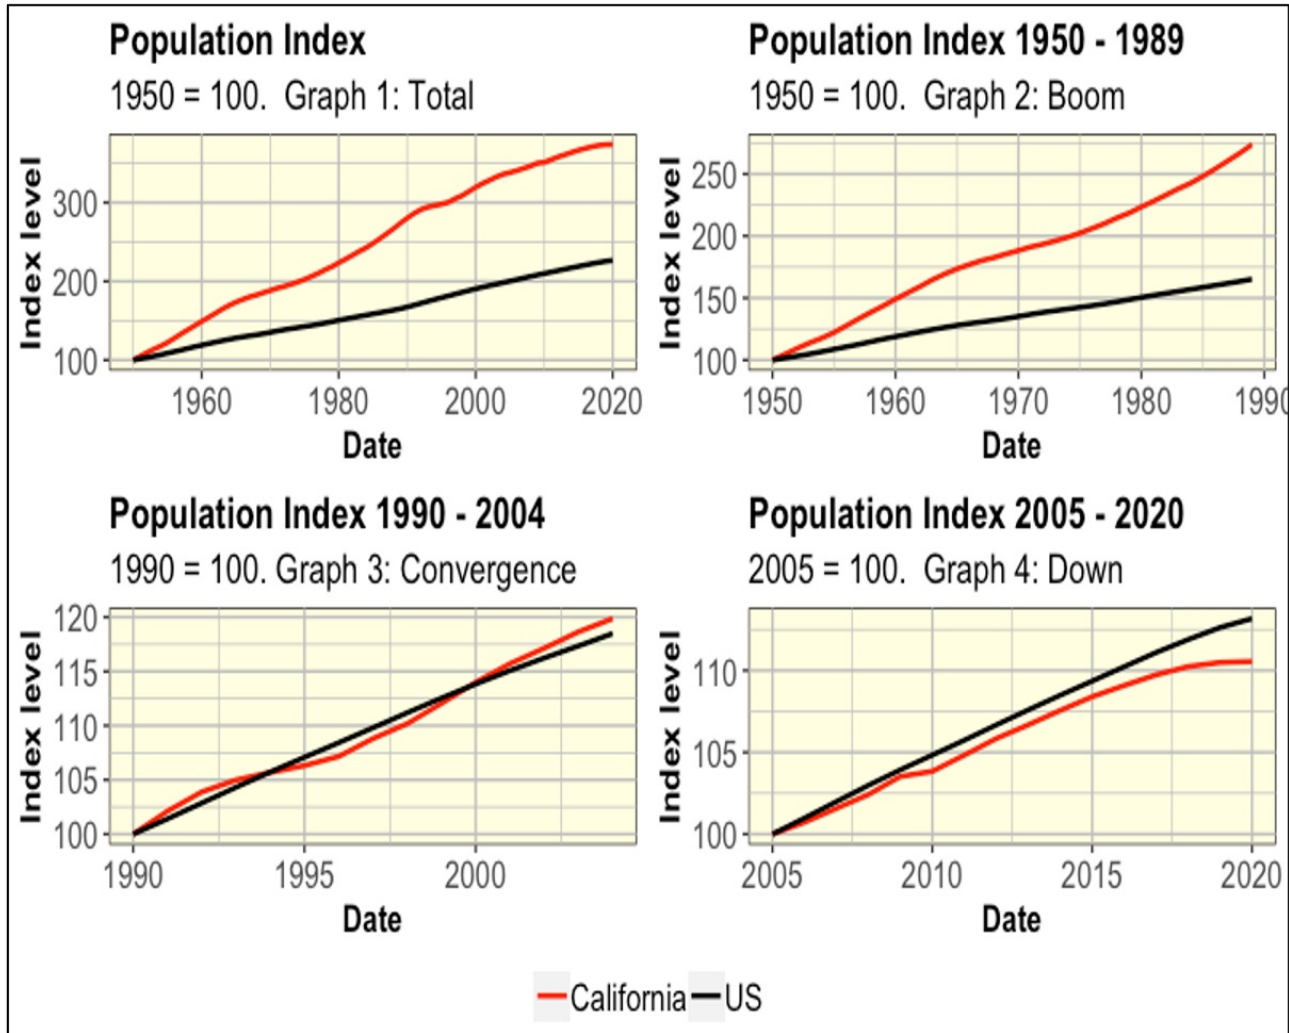 Population Index
1950 = 100.  Graph 1: Total
Index level
300
200
100
1960 1980 2000 2020
Date
Population Index 1950 - 1989
1950 = 100.  Graph 2: Boom
Index level
250
200
150
100
1950 1960 1970 1980 1990
Date
Population Index 1990 - 2004
1990 = 100. Graph 3: Convergence
Index level
120
115
110
105
100
1990 1995 2000
Date
Population Index 2005 - 2020
2005 = 100.  Graph 4: Down
Index level
110
105
100
2005 2010 2015 2020
Date
California US